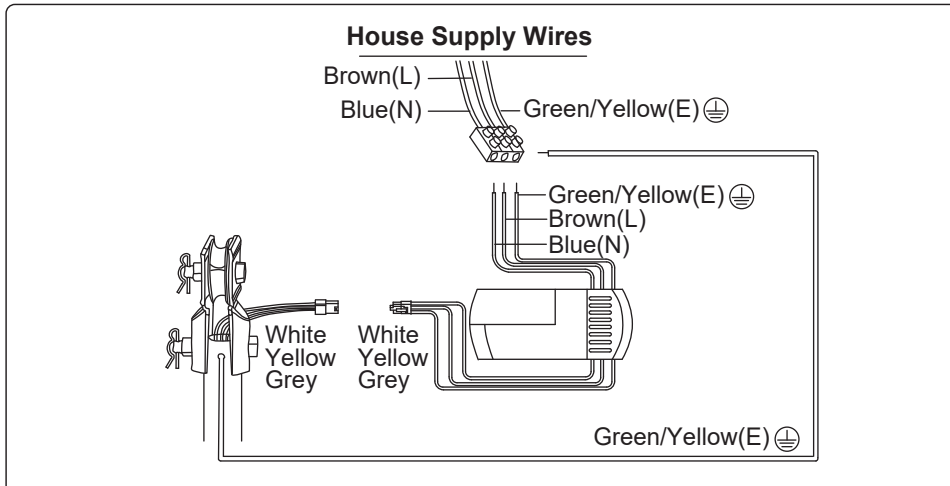 House Supply Wires
Brown(L)
Blue(N)
Green/Yellow(E)
Green/Yellow(E)
Brown(L)
Blue(N)
White
Yellow
Grey
White
Yellow
Grey
Green/Yellow(E)